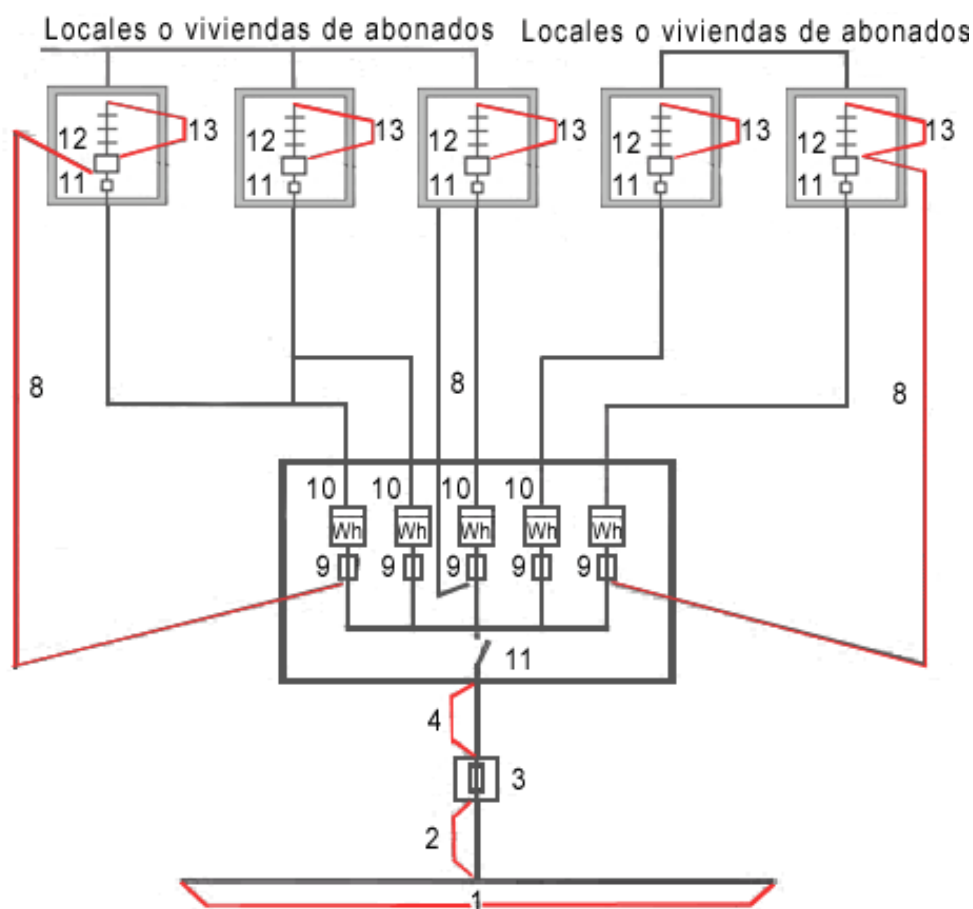 Locales o viviendas de abonados Locales o viviendas de abonados
12 13 12 13 12 13 12 13 12 13
11 11 11 11 11
8 8 8
10 10 10 10
Wh Wh Wh Wh Wh
9 9 9 9 9
11
4
3
2
1